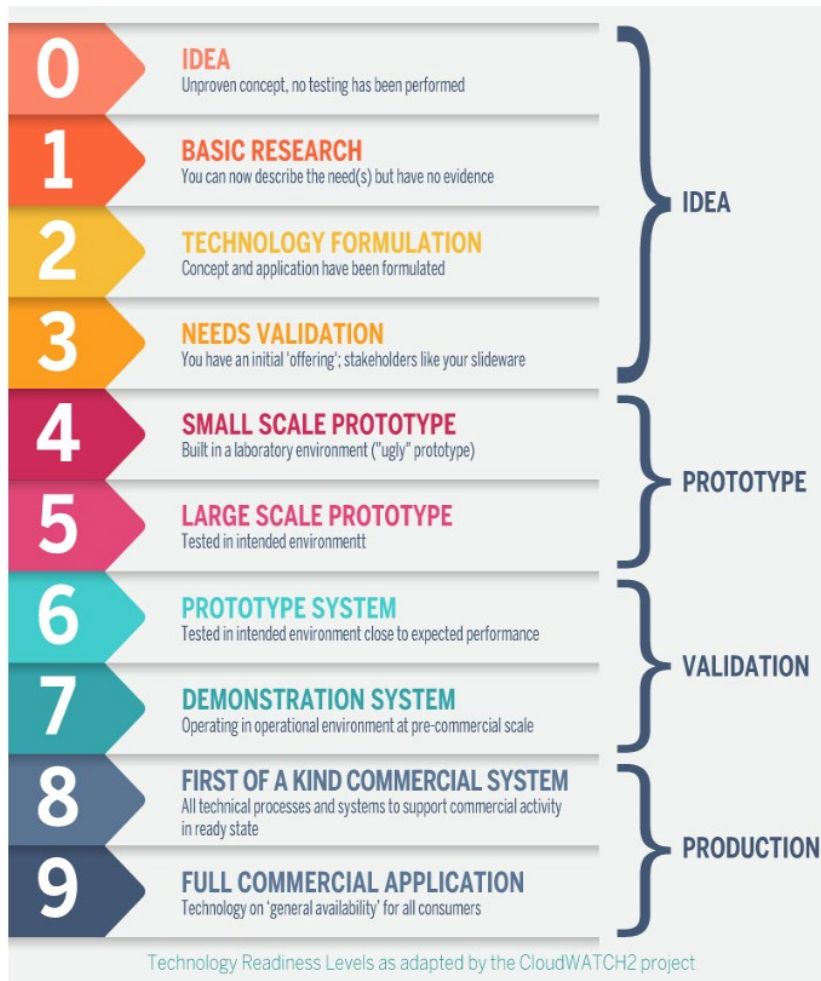 0
IDEA
Unproven concept, no testing has been performed
1
BASIC RESEARCH
You can now describe the need(s) but have no evidence
2
TECHNOLOGY FORMULATION
Concept and application have been formulated
3
NEEDS VALIDATION
You have an initial 'offering'; stakeholders like your slideware
IDEA
4
SMALL SCALE PROTOTYPE
Built in a laboratory environment ("ugly" prototype)
5
LARGE SCALE PROTOTYPE
Tested in intended environmentt
PROTOTYPE
6
PROTOTYPE SYSTEM
Tested in intended environment close to expected performance
7
DEMONSTRATION SYSTEM
Operating in operational environment at pre-commercial scale
VALIDATION
8
FIRST OF A KIND COMMERCIAL SYSTEM
All technical processes and systems to support commercial activity
in ready state
9
FULL COMMERCIAL APPLICATION
Technology on 'general availability' for all consumers
PRODUCTION
Technology Readiness Levels as adapted by the CloudWATCH2 project